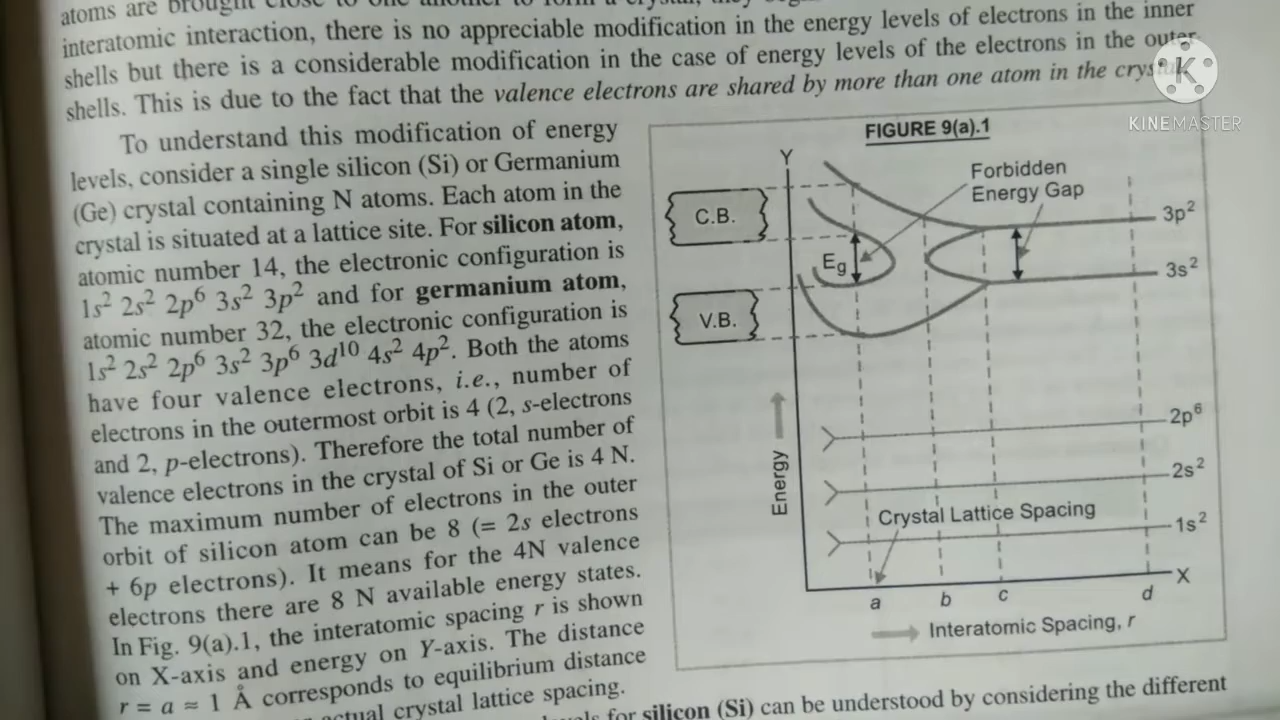 atoms are brought close to one another to form a crystal, they
interatomic interaction, there is no appreciable modification in the energy levels of electrons in the inner
shells but there is a considerable modification in the case of energy levels of the electrons in the outer
shells. This is due to the fact that the valence electrons are shared by more than one atom in the
To understand this modification of energy
levels, consider a single silicon (Si) or Germanium
(Ge) crystal containing N atoms. Each atom in the
crystal is situated at a lattice site. For silicon atom,
atomic number 14, the electronic configuration is
1s² 2s² 2p⁶ 3s² 3p² and for germanium atom,
atomic number 32, the electronic configuration is
1s² 2s² 2p⁶ 3s² 3p⁶ 3d¹⁰ 4s² 4p². Both the atoms
have four valence electrons, i.e., number of
electrons in the outermost orbit is 4 (2, s-electrons
and 2, p-electrons). Therefore the total number of
valence electrons in the crystal of Si or Ge is 4 N.
The maximum number of electrons in the outer
orbit of silicon atom can be 8 (= 2s electrons
+ 6p electrons). It means for the 4N valence
electrons there are 8 N available energy states.
In Fig. 9(a).1, the interatomic spacing r is shown
on X-axis and energy on Y-axis. The distance
r = a ≈ 1 Å corresponds to equilibrium distance
actual crystal lattice spacing.
for silicon (Si) can be understood by considering the different
FIGURE 9(a).1
Y
Forbidden
Energy Gap
C.B.
3p²
Eg
3s²
V.B.
2p⁶
Energy
2s²
Crystal Lattice Spacing
1s²
X
a b c d
Interatomic Spacing, r
K
KINEMASTER